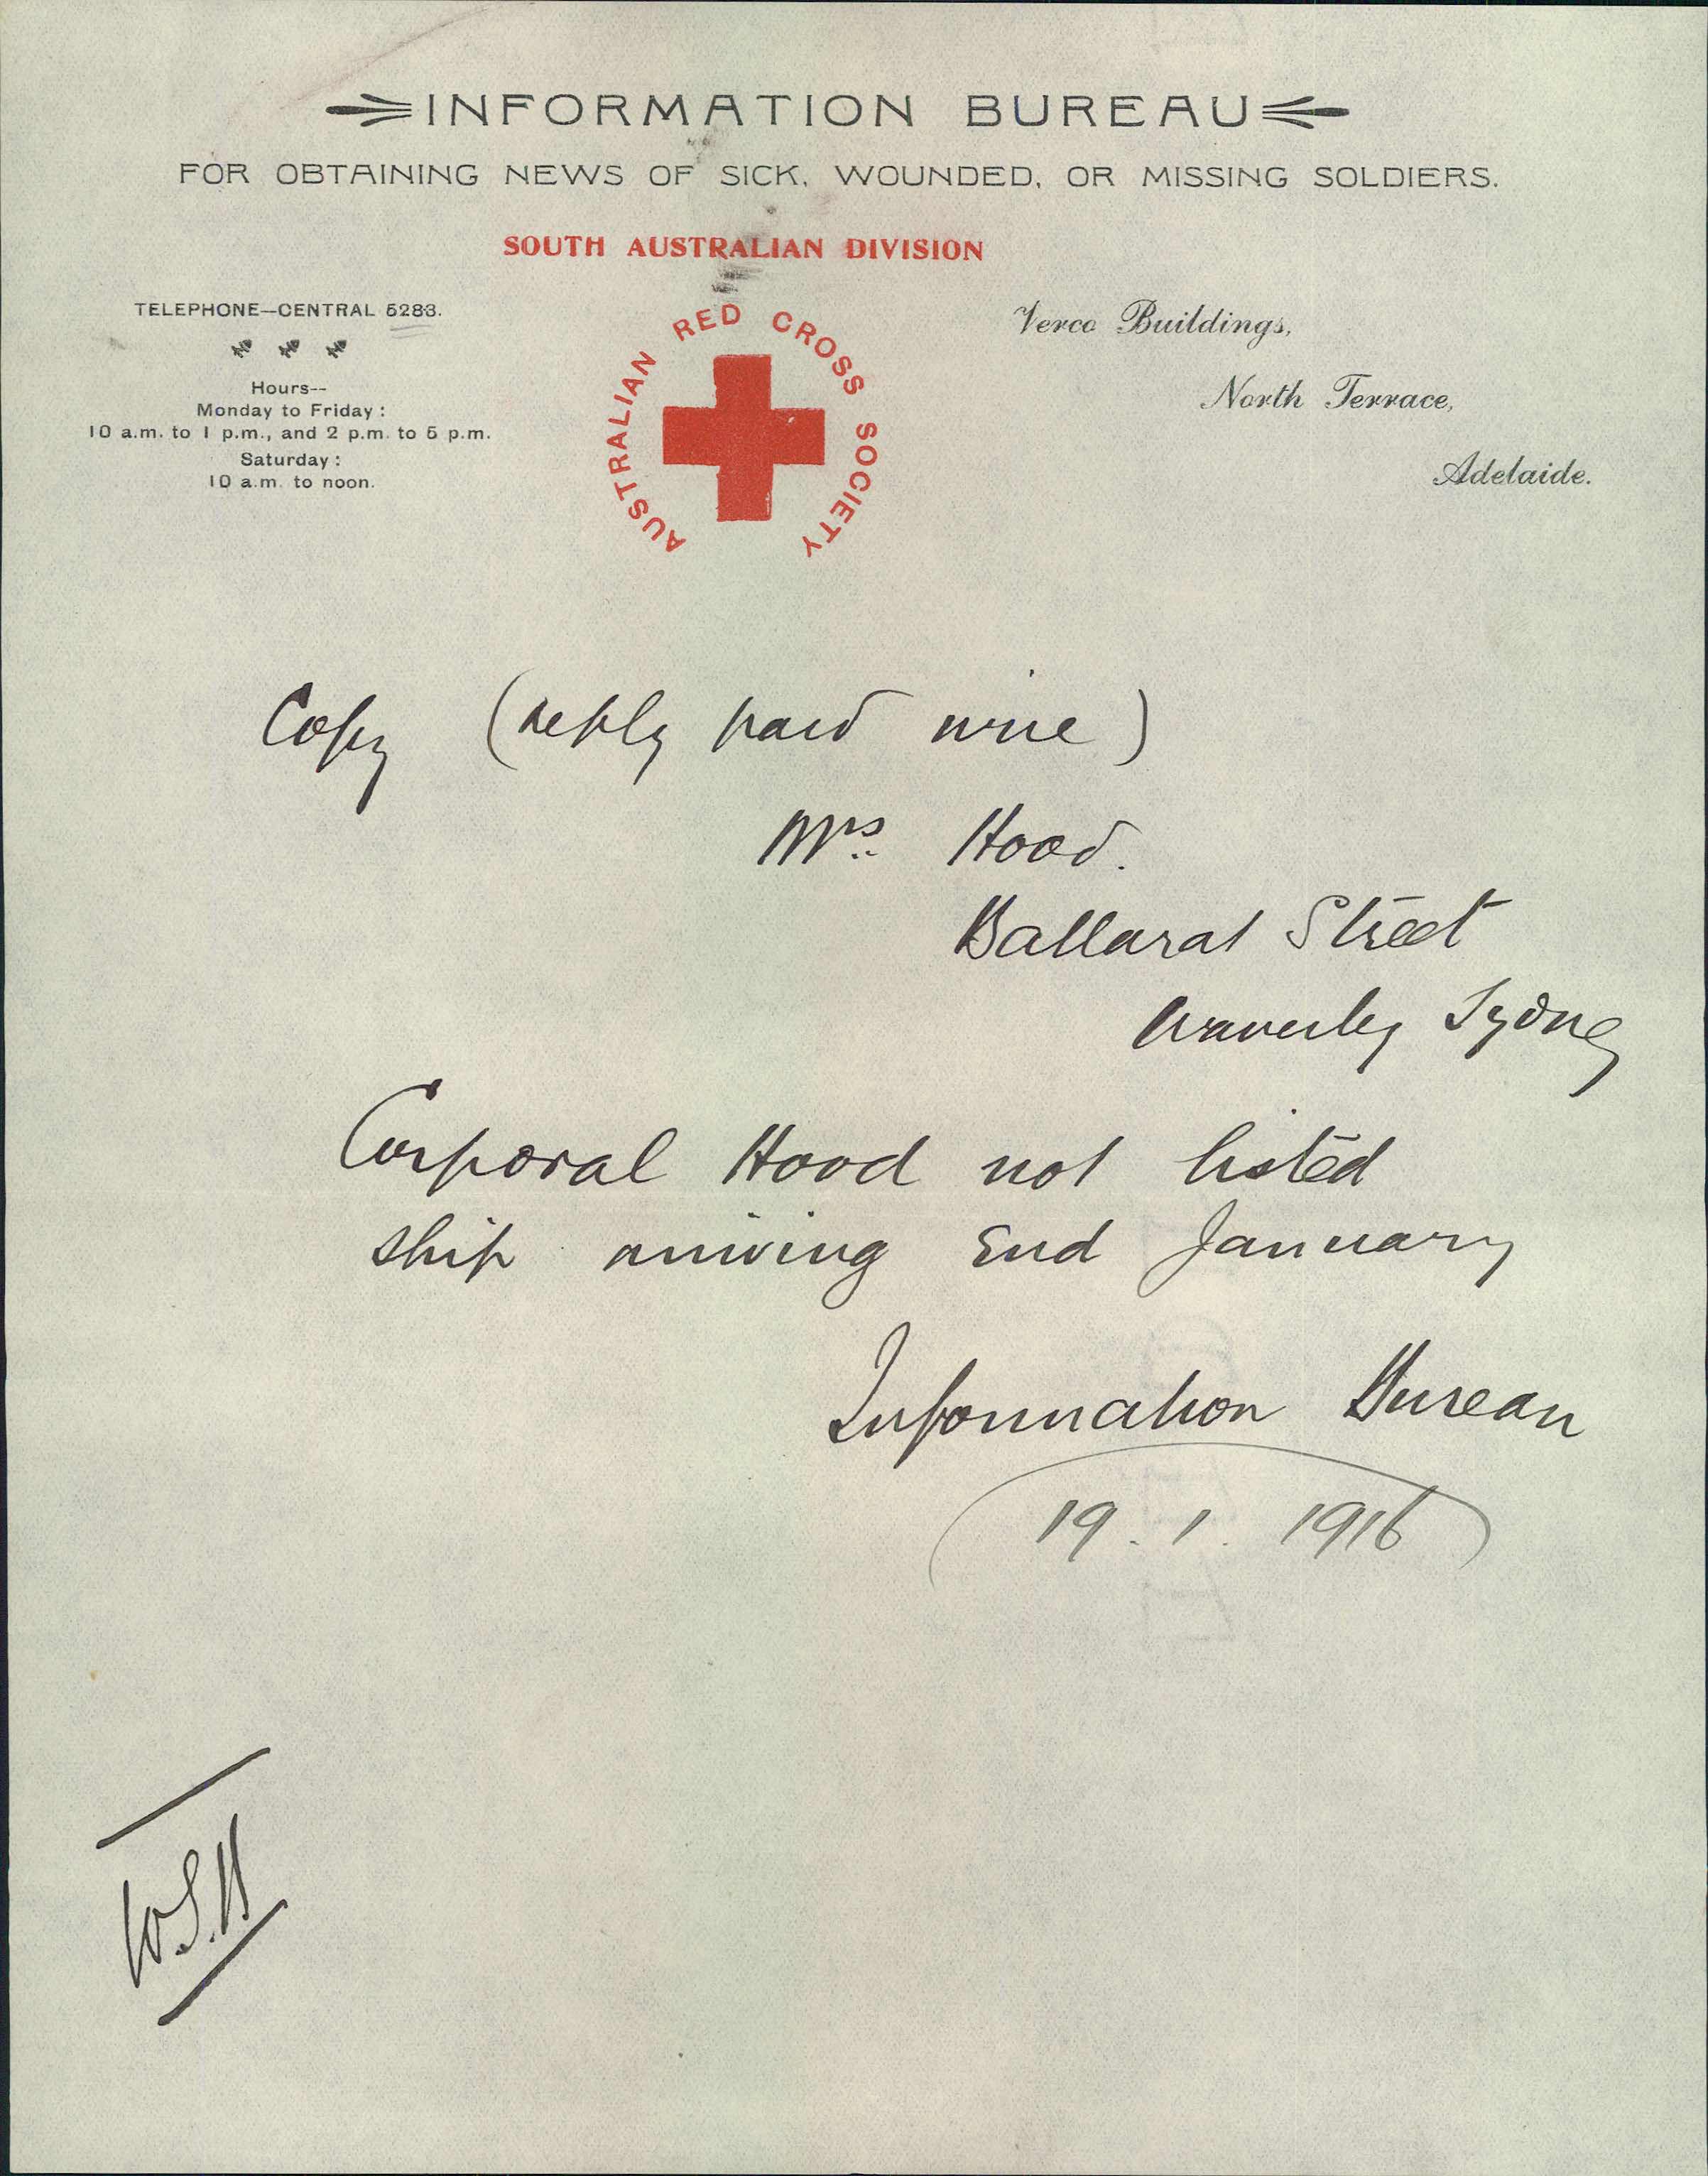 INFORMATION BUREAU
FOR OBTAINING NEWS OF SICK, WOUNDED, OR MISSING SOLDIERS.
SOUTH AUSTRALIAN DIVISION
TELEPHONE—CENTRAL 5283.
Hours--
Monday to Friday:
10 a.m. to 1 p.m., and 2 p.m. to 5 p.m.
Saturday:
10 a.m. to noon.
AUSTRALIAN RED CROSS SOCIETY
Verco Buildings,
North Terrace,
Adelaide.
Copy (reply paid wire)
Mrs Hood.
Ballarat Street
Waverley Sydney
Corporal Hood not listed
ship arriving End January
Information Bureau
19.1.1916
W.S.H